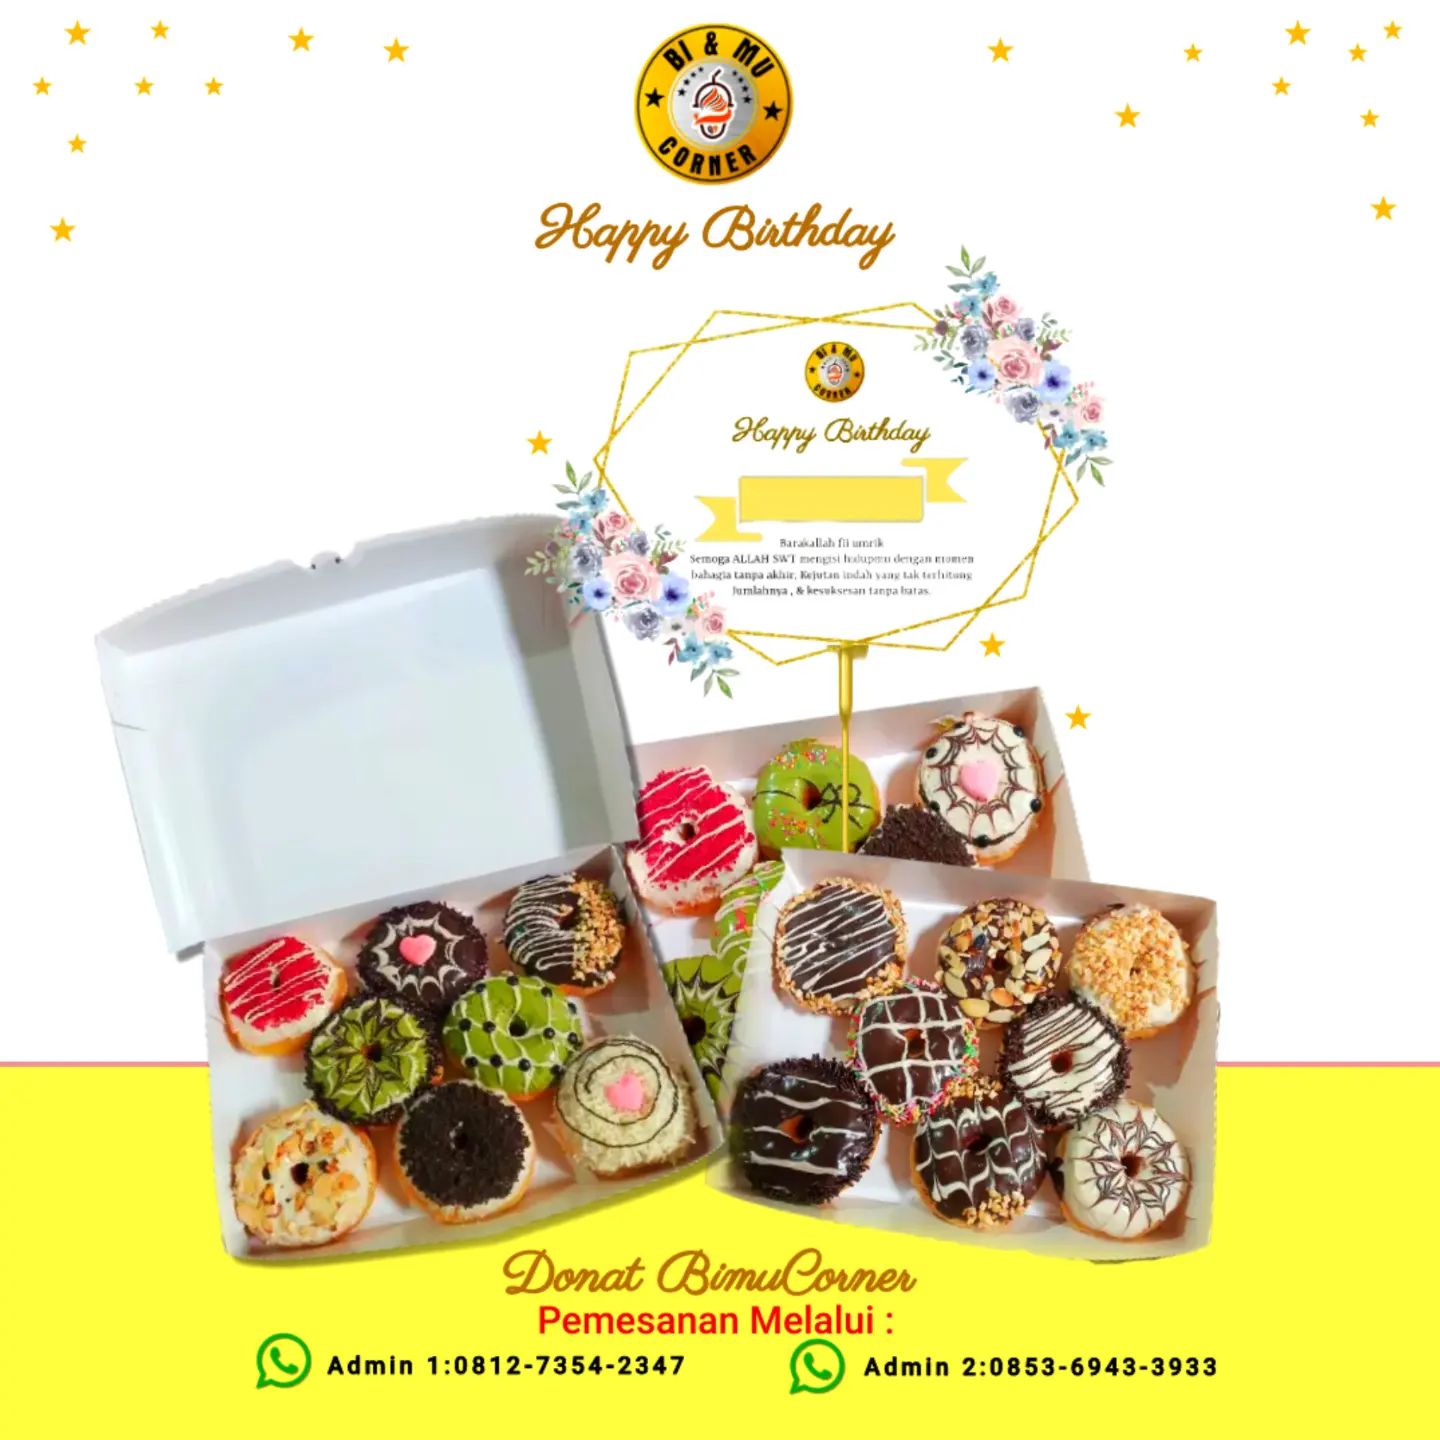 BI & MU
CORNER
Happy Birthday
BI & MU
CORNER
Happy Birthday
Barakallah fii umrik
Semoga ALLAH SWT mengisi hidupmu dengan momen
bahagia tanpa akhir, Kejutan indah yang tak terhitung
Jumlahnya , & kesuksesan tanpa batas.
Donat BimuCorner
Pemesanan Melalui :
Admin 1:0812-7354-2347
Admin 2:0853-6943-3933